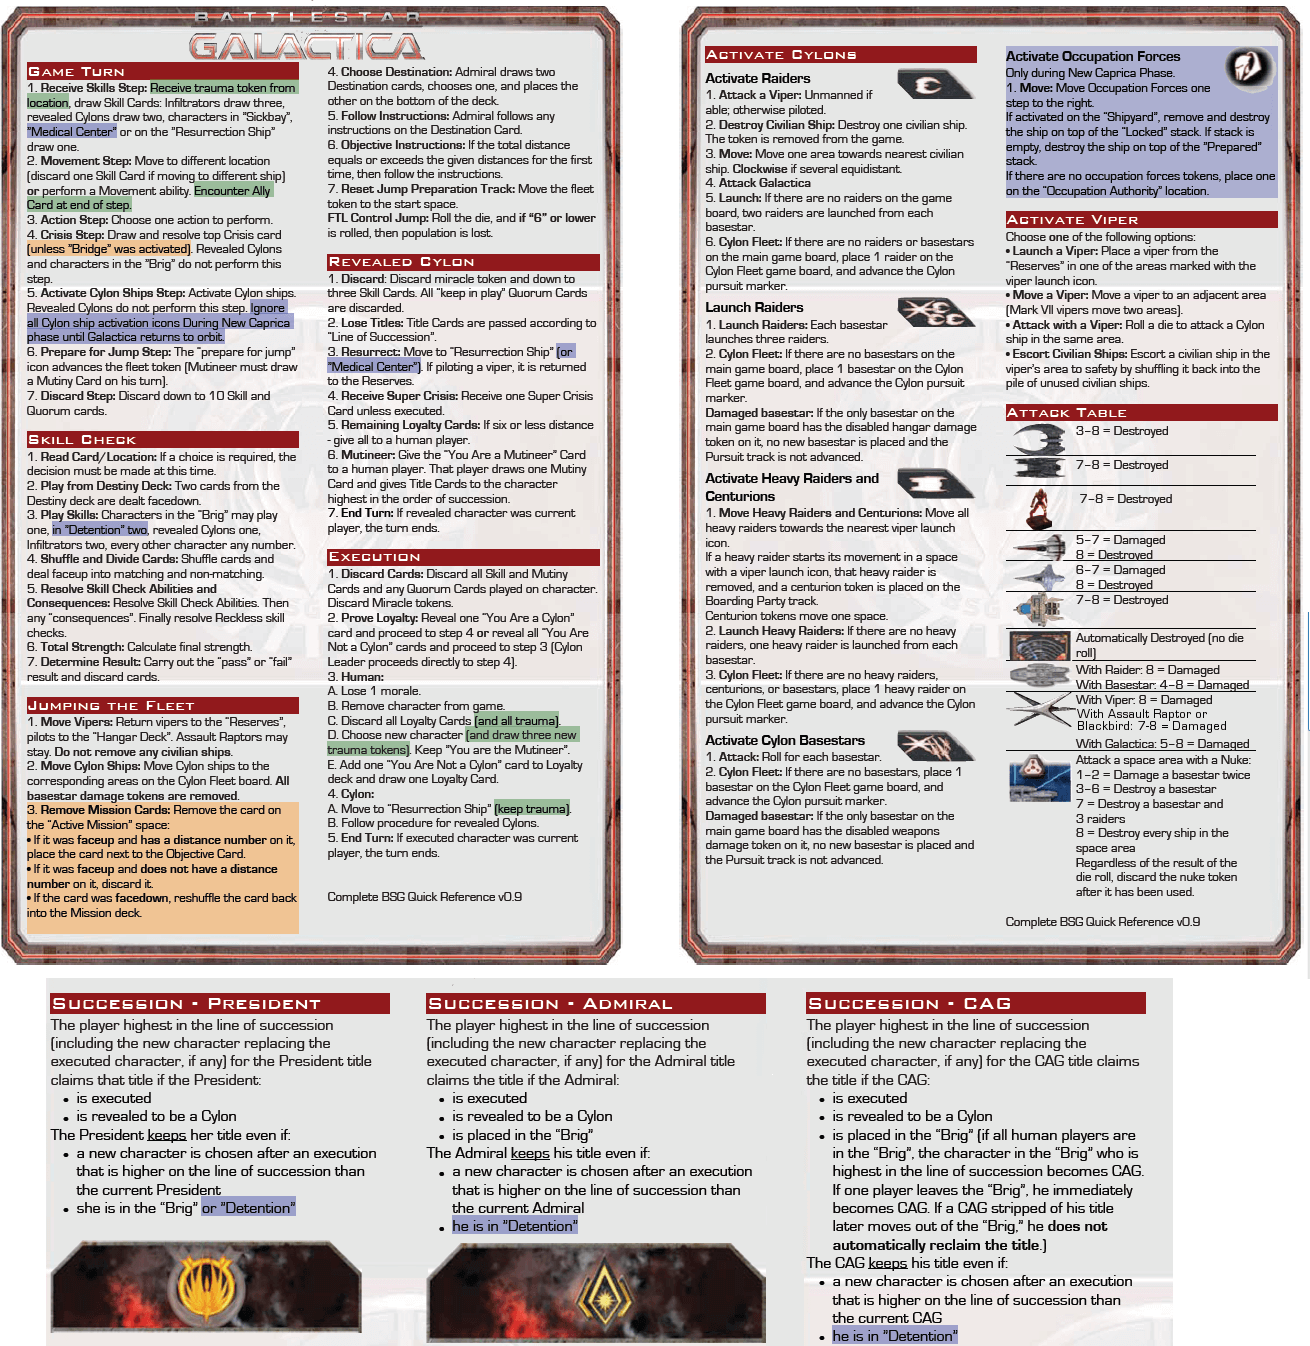 BATTLESTAR
GALACTICA
GAME TURN
1. Receive Skills Step: Receive trauma token from
location, draw Skill Cards: Infiltrators draw three,
revealed Cylons draw two, characters in "Sickbay",
"Medical Center" or on the "Resurrection Ship"
draw one.
2. Movement Step: Move to different location
(discard one Skill Card if moving to different ship)
or perform a Movement ability. Encounter Ally
Card at end of step.
3. Action Step: Choose one action to perform.
4. Crisis Step: Draw and resolve top Crisis card
(unless "Bridge" was activated). Revealed Cylons
and characters in the "Brig" do not perform this
step.
5. Activate Cylon Ships Step: Activate Cylon ships.
Revealed Cylons do not perform this step. Ignore
all Cylon ship activation icons During New Caprica
phase until Galactica returns to orbit.
6. Prepare for Jump Step: The "prepare for jump"
icon advances the fleet token (Mutineer must draw
a Mutiny Card on his turn).
7. Discard Step: Discard down to 10 Skill and
Quorum cards.
SKILL CHECK
1. Read Card/Location: If a choice is required, the
decision must be made at this time.
2. Play from Destiny Deck: Two cards from the
Destiny deck are dealt facedown.
3. Play Skills: Characters in the "Brig" may play
one, in "Detention" two, revealed Cylons one,
Infiltrators two, every other character any number.
4. Shuffle and Divide Cards: Shuffle cards and
deal faceup into matching and non-matching.
5. Resolve Skill Check Abilities and
Consequences: Resolve Skill Check Abilities. Then
any "consequences". Finally resolve Reckless skill
checks.
6. Total Strength: Calculate final strength.
7. Determine Result: Carry out the "pass" or "fail"
result and discard cards.
JUMPING THE FLEET
1. Move Vipers: Return vipers to the "Reserves",
pilots to the "Hangar Deck". Assault Raptors may
stay. Do not remove any civilian ships.
2. Move Cylon Ships: Move Cylon ships to the
corresponding areas on the Cylon Fleet board. All
basestar damage tokens are removed.
3. Remove Mission Cards: Remove the card on
the "Active Mission" space:
• If it was faceup and has a distance number on it,
place the card next to the Objective Card.
• If it was faceup and does not have a distance
number on it, discard it.
• If the card was facedown, reshuffle the card back
into the Mission deck.
4. Choose Destination: Admiral draws two
Destination cards, chooses one, and places the
other on the bottom of the deck.
5. Follow Instructions: Admiral follows any
instructions on the Destination Card.
6. Objective Instructions: If the total distance
equals or exceeds the given distances for the first
time, then follow the instructions.
7. Reset Jump Preparation Track: Move the fleet
token to the start space.
FTL Control Jump: Roll the die, and if "6" or lower
is rolled, then population is lost.
REVEALED CYLON
1. Discard: Discard miracle token and down to
three Skill Cards. All "keep in play" Quorum Cards
are discarded.
2. Lose Titles: Title Cards are passed according to
"Line of Succession".
3. Resurrect: Move to "Resurrection Ship" (or
"Medical Center"). If piloting a viper, it is returned
to the Reserves.
4. Receive Super Crisis: Receive one Super Crisis
Card unless executed.
5. Remaining Loyalty Cards: If six or less distance
- give all to a human player.
6. Mutineer: Give the "You Are a Mutineer" Card
to a human player. That player draws one Mutiny
Card and gives Title Cards to the character
highest in the order of succession.
7. End Turn: If revealed character was current
player, the turn ends.
EXECUTION
1. Discard Cards: Discard all Skill and Mutiny
Cards and any Quorum Cards played on character.
Discard Miracle tokens.
2. Prove Loyalty: Reveal one "You Are a Cylon"
card and proceed to step 4 or reveal all "You Are
Not a Cylon" cards and proceed to step 3 (Cylon
Leader proceeds directly to step 4).
3. Human:
A. Lose 1 morale.
B. Remove character from game.
C. Discard all Loyalty Cards (and all trauma).
D. Choose new character (and draw three new
trauma tokens). Keep "You are the Mutineer".
E. Add one "You Are Not a Cylon" card to Loyalty
deck and draw one Loyalty Card.
4. Cylon:
A. Move to "Resurrection Ship" (keep trauma).
B. Follow procedure for revealed Cylons.
5. End Turn: If executed character was current
player, the turn ends.
Complete BSG Quick Reference v0.9
ACTIVATE CYLONS
Activate Raiders
1. Attack a Viper: Unmanned if
able; otherwise piloted.
2. Destroy Civilian Ship: Destroy one civilian ship.
The token is removed from the game.
3. Move: Move one area towards nearest civilian
ship. Clockwise if several equidistant.
4. Attack Galactica
5. Launch: If there are no raiders on the game
board, two raiders are launched from each
basestar.
6. Cylon Fleet: If there are no raiders or basestars
on the main game board, place 1 raider on the
Cylon Fleet game board, and advance the Cylon
pursuit marker.
Launch Raiders
1. Launch Raiders: Each basestar
launches three raiders.
2. Cylon Fleet: If there are no basestars on the
main game board, place 1 basestar on the Cylon
Fleet game board, and advance the Cylon pursuit
marker.
Damaged basestar: If the only basestar on the
main game board has the disabled hangar damage
token on it, no new basestar is placed and the
Pursuit track is not advanced.
Activate Heavy Raiders and
Centurions
1. Move Heavy Raiders and Centurions: Move all
heavy raiders towards the nearest viper launch
icon.
If a heavy raider starts its movement in a space
with a viper launch icon, that heavy raider is
removed, and a centurion token is placed on the
Boarding Party track.
Centurion tokens move one space.
2. Launch Heavy Raiders: If there are no heavy
raiders, one heavy raider is launched from each
basestar.
3. Cylon Fleet: If there are no heavy raiders,
centurions, or basestars, place 1 heavy raider on
the Cylon Fleet game board, and advance the Cylon
pursuit marker.
Activate Cylon Basestars
1. Attack: Roll for each basestar.
2. Cylon Fleet: If there are no basestars, place 1
basestar on the Cylon Fleet game board, and
advance the Cylon pursuit marker.
Damaged basestar: If the only basestar on the
main game board has the disabled weapons
damage token on it, no new basestar is placed and
the Pursuit track is not advanced.
Activate Occupation Forces
Only during New Caprica Phase.
1. Move: Move Occupation Forces one
step to the right.
If activated on the "Shipyard", remove and destroy
the ship on top of the "Locked" stack. If stack is
empty, destroy the ship on top of the "Prepared"
stack.
If there are no occupation forces tokens, place one
on the "Occupation Authority" location.
ACTIVATE VIPER
Choose one of the following options:
• Launch a Viper: Place a viper from the
"Reserves" in one of the areas marked with the
viper launch icon.
• Move a Viper: Move a viper to an adjacent area
(Mark VII vipers move two areas).
• Attack with a Viper: Roll a die to attack a Cylon
ship in the same area.
• Escort Civilian Ships: Escort a civilian ship in the
viper's area to safety by shuffling it back into the
pile of unused civilian ships.
ATTACK TABLE
3-8 = Destroyed
7-8 = Destroyed
7-8 = Destroyed
5-7 = Damaged
8 = Destroyed
6-7 = Damaged
8 = Destroyed
7-8 = Destroyed
Automatically Destroyed (no die
roll)
With Raider: 8 = Damaged
With Basestar: 4-8 = Damaged
With Viper: 8 = Damaged
With Assault Raptor or
Blackbird: 7-8 = Damaged
With Galactica: 5-8 = Damaged
Attack a space area with a Nuke:
1-2 = Damage a basestar twice
3-6 = Destroy a basestar
7 = Destroy a basestar and
3 raiders
8 = Destroy every ship in the
space area
Regardless of the result of the
die roll, discard the nuke token
after it has been used.
Complete BSG Quick Reference v0.9
SUCCESSION - PRESIDENT
The player highest in the line of succession
(including the new character replacing the
executed character, if any) for the President title
claims that title if the President:
• is executed
• is revealed to be a Cylon
The President keeps her title even if:
• a new character is chosen after an execution
that is higher on the line of succession than
the current President
• she is in the "Brig" or "Detention"
SUCCESSION - ADMIRAL
The player highest in the line of succession
(including the new character replacing the
executed character, if any) for the Admiral title
claims the title if the Admiral:
• is executed
• is revealed to be a Cylon
• is placed in the "Brig"
The Admiral keeps his title even if:
• a new character is chosen after an execution
that is higher on the line of succession than
the current Admiral
• he is in "Detention"
SUCCESSION - CAG
The player highest in the line of succession
(including the new character replacing the
executed character, if any) for the CAG title claims
the title if the CAG:
• is executed
• is revealed to be a Cylon
• is placed in the "Brig" (if all human players are
in the "Brig", the character in the "Brig" who is
highest in the line of succession becomes CAG.
If one player leaves the "Brig", he immediately
becomes CAG. If a CAG stripped of his title
later moves out of the "Brig," he does not
automatically reclaim the title.)
The CAG keeps his title even if:
• a new character is chosen after an execution
that is higher on the line of succession than
the current CAG
• he is in "Detention"